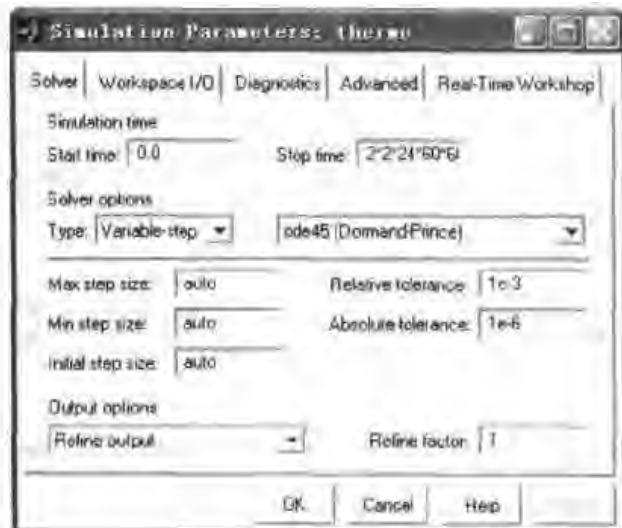 Simulation Parameters: thermo
Solver Workspace I/O Diagnostics Advanced Real-Time Workshop
Simulation time
Start time: 0.0 Stop time: 2*2*24*60*6
Solver options
Type: Variable-step ode45 (Dormand-Prince)
Max step size: auto Relative tolerance: 1e-3
Min step size: auto Absolute tolerance: 1e-6
Initial step size: auto
Output options
Refine output Refine factor: 1
OK Cancel Help